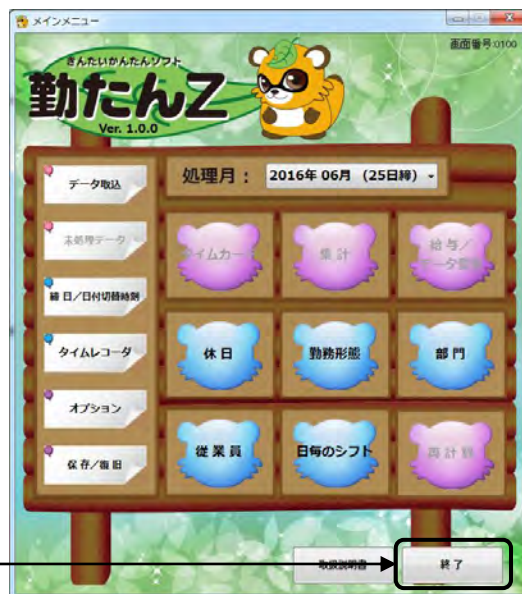 メインメニュー
画面番号:0100
きんたいかんたんソフト
勤たんZ
Ver. 1.0.0
処理月： 2016年 06月 （25日締）
データ取込
未処理データ
締 日／日付切替時刻
タイムレコーダ
オプション
保存／復旧
タイムカード
集 計
給 与／
データ
休 日
勤務形態
部 門
従 業 員
日毎のシフト
再 計 算
取扱説明書
終 了